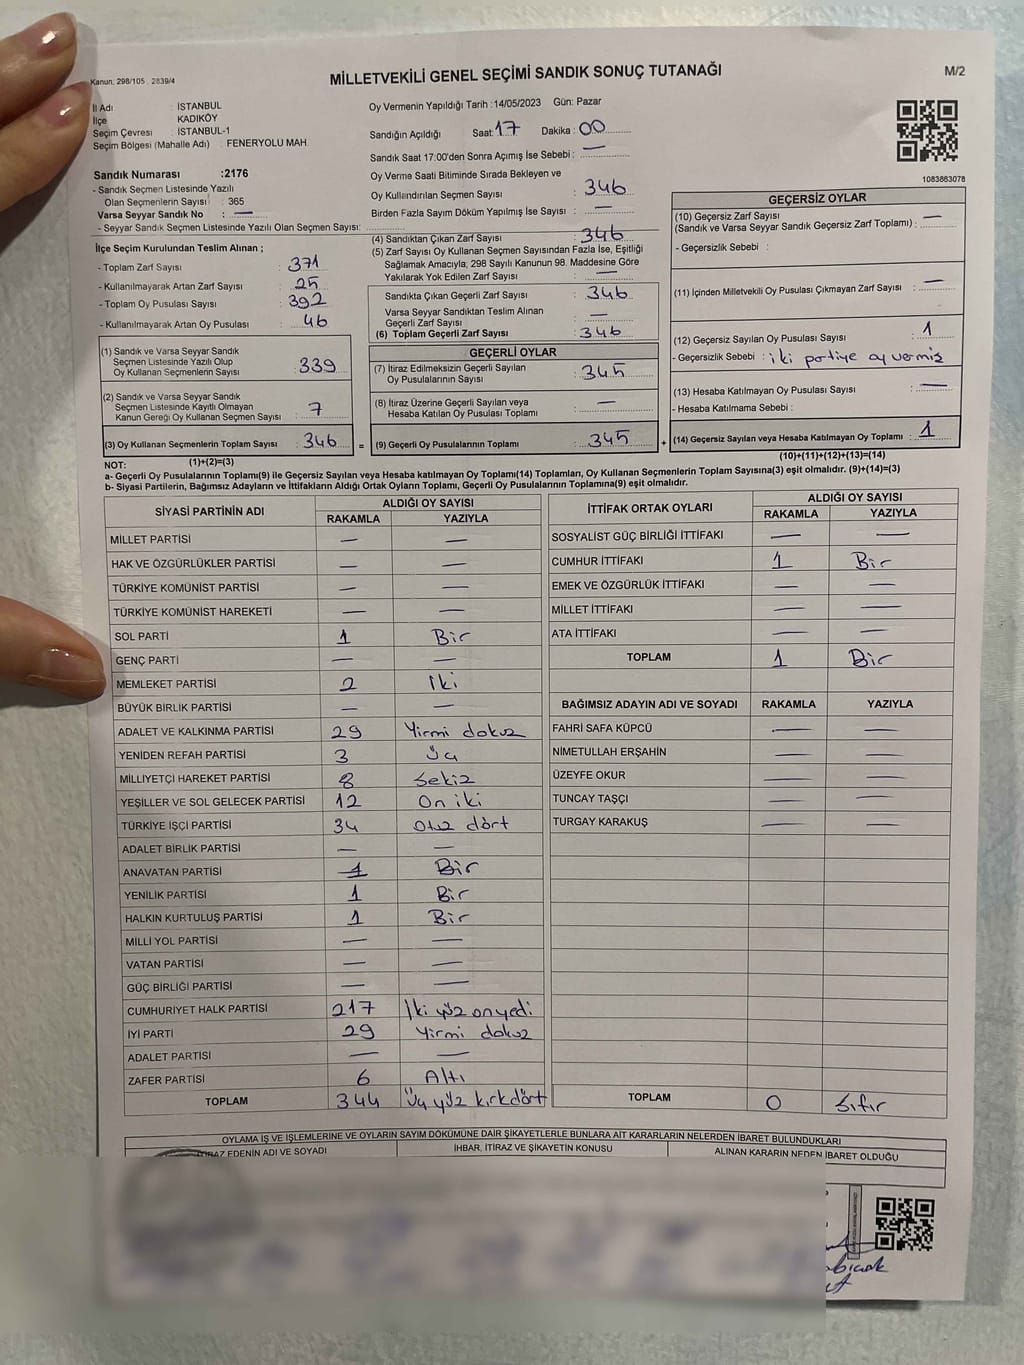 Kanun: 298/105 . 2839/4
MİLLETVEKİLİ GENEL SEÇİMİ SANDIK SONUÇ TUTANAĞI
M/2
İl Adı : İSTANBUL
İlçe KADIKÖY
Seçim Çevresi : İSTANBUL-1
Seçim Bölgesi (Mahalle Adı) : FENERYOLU MAH.
Sandık Numarası :2176
- Sandık Seçmen Listesinde Yazılı
Olan Seçmenlerin Sayısı : 365
Varsa Seyyar Sandık No : —
- Seyyar Sandık Seçmen Listesinde Yazılı Olan Seçmen Sayısı:
İlçe Seçim Kurulundan Teslim Alınan ;
- Toplam Zarf Sayısı : 371
- Kullanılmayarak Artan Zarf Sayısı : 25
- Toplam Oy Pusulası Sayısı : 392
- Kullanılmayarak Artan Oy Pusulası : 46
(1) Sandık ve Varsa Seyyar Sandık
Seçmen Listesinde Yazılı Olup
Oy Kullanan Seçmenlerin Sayısı : 339
(2) Sandık ve Varsa Seyyar Sandık
Seçmen Listesinde Kayıtlı Olmayan
Kanun Gereği Oy Kullanan Seçmen Sayısı : 7
(3) Oy Kullanan Seçmenlerin Toplam Sayısı : 346
(1)+(2)=(3)
Oy Vermenin Yapıldığı Tarih :14/05/2023 Gün: Pazar
Sandığın Açıldığı Saat: 17 Dakika : 00
Sandık Saat 17:00'den Sonra Açımış İse Sebebi : —
Oy Verme Saati Bitiminde Sırada Bekleyen ve
Oy Kullandırılan Seçmen Sayısı : 346
Birden Fazla Sayım Döküm Yapılmış İse Sayısı : —
(4) Sandıktan Çıkan Zarf Sayısı : 346
(5) Zarf Sayısı Oy Kullanan Seçmen Sayısından Fazla İse, Eşitliği
Sağlamak Amacıyla, 298 Sayılı Kanunun 98. Maddesine Göre
Yakılarak Yok Edilen Zarf Sayısı : —
Sandıkta Çıkan Geçerli Zarf Sayısı : 346
Varsa Seyyar Sandıktan Teslim Alınan
Geçerli Zarf Sayısı : —
(6) Toplam Geçerli Zarf Sayısı : 346
GEÇERLİ OYLAR
(7) İtiraz Edilmeksizin Geçerli Sayılan
Oy Pusulalarının Sayısı : 345
(8) İtiraz Üzerine Geçerli Sayılan veya
Hesaba Katılan Oy Pusulası Toplamı : —
= (9) Geçerli Oy Pusulalarının Toplamı : 345
1083863078
GEÇERSİZ OYLAR
(10) Geçersiz Zarf Sayısı : —
(Sandık ve Varsa Seyyar Sandık Geçersiz Zarf Toplamı) :
- Geçersizlik Sebebi :
(11) İçinden Milletvekili Oy Pusulası Çıkmayan Zarf Sayısı : —
(12) Geçersiz Sayılan Oy Pusulası Sayısı : 1
- Geçersizlik Sebebi : iki partiye oy vermiş
(13) Hesaba Katılmayan Oy Pusulası Sayısı : —
- Hesaba Katılmama Sebebi :
+ (14) Geçersiz Sayılan veya Hesaba Katılmayan Oy Toplamı : 1
(10)+(11)+(12)+(13)=(14)
NOT:
a- Geçerli Oy Pusulalarının Toplamı(9) ile Geçersiz Sayılan veya Hesaba katılmayan Oy Toplamı(14) Toplamları, Oy Kullanan Seçmenlerin Toplam Sayısına(3) eşit olmalıdır. (9)+(14)=(3)
b- Siyasi Partilerin, Bağımsız Adayların ve İttifakların Aldığı Ortak Oyların Toplamı, Geçerli Oy Pusulalarının Toplamına(9) eşit olmalıdır.
SİYASİ PARTİNİN ADI ALDIĞI OY SAYISI
RAKAMLA YAZIYLA
MİLLET PARTİSİ — —
HAK VE ÖZGÜRLÜKLER PARTİSİ — —
TÜRKİYE KOMÜNİST PARTİSİ — —
TÜRKİYE KOMÜNİST HAREKETİ — —
SOL PARTİ 1 Bir
GENÇ PARTİ — —
MEMLEKET PARTİSİ 2 İki
BÜYÜK BİRLİK PARTİSİ — —
ADALET VE KALKINMA PARTİSİ 29 Yirmi dokuz
YENİDEN REFAH PARTİSİ 3 Üç
MİLLİYETÇİ HAREKET PARTİSİ 8 Sekiz
YEŞİLLER VE SOL GELECEK PARTİSİ 12 On iki
TÜRKİYE İŞÇİ PARTİSİ 34 Otuz dört
ADALET BİRLİK PARTİSİ — —
ANAVATAN PARTİSİ 1 Bir
YENİLİK PARTİSİ 1 Bir
HALKIN KURTULUŞ PARTİSİ 1 Bir
MİLLİ YOL PARTİSİ — —
VATAN PARTİSİ — —
GÜÇ BİRLİĞİ PARTİSİ — —
CUMHURİYET HALK PARTİSİ 217 İki yüz onyedi
İYİ PARTİ 29 Yirmi dokuz
ADALET PARTİSİ — —
ZAFER PARTİSİ 6 Altı
TOPLAM 344 Üç yüz kırkdört
İTTİFAK ORTAK OYLARI ALDIĞI OY SAYISI
RAKAMLA YAZIYLA
SOSYALİST GÜÇ BİRLİĞİ İTTİFAKI — —
CUMHUR İTTİFAKI 1 Bir
EMEK VE ÖZGÜRLÜK İTTİFAKI — —
MİLLET İTTİFAKI — —
ATA İTTİFAKI — —
TOPLAM 1 Bir
BAĞIMSIZ ADAYIN ADI VE SOYADI RAKAMLA YAZIYLA
FAHRİ SAFA KÜPCÜ — —
NİMETULLAH ERŞAHİN — —
ÜZEYFE OKUR — —
TUNCAY TAŞÇI — —
TURGAY KARAKUŞ — —
TOPLAM 0 Sıfır
OYLAMA İŞ VE İŞLEMLERİNE VE OYLARIN SAYIM DÖKÜMÜNE DAİR ŞİKAYETLERLE BUNLARA AİT KARARLARIN NELERDEN İBARET BULUNDUKLARI
İTİRAZ EDENİN ADI VE SOYADI İHBAR, İTİRAZ VE ŞİKAYETİN KONUSU ALINAN KARARIN NEDEN İBARET OLDUĞU